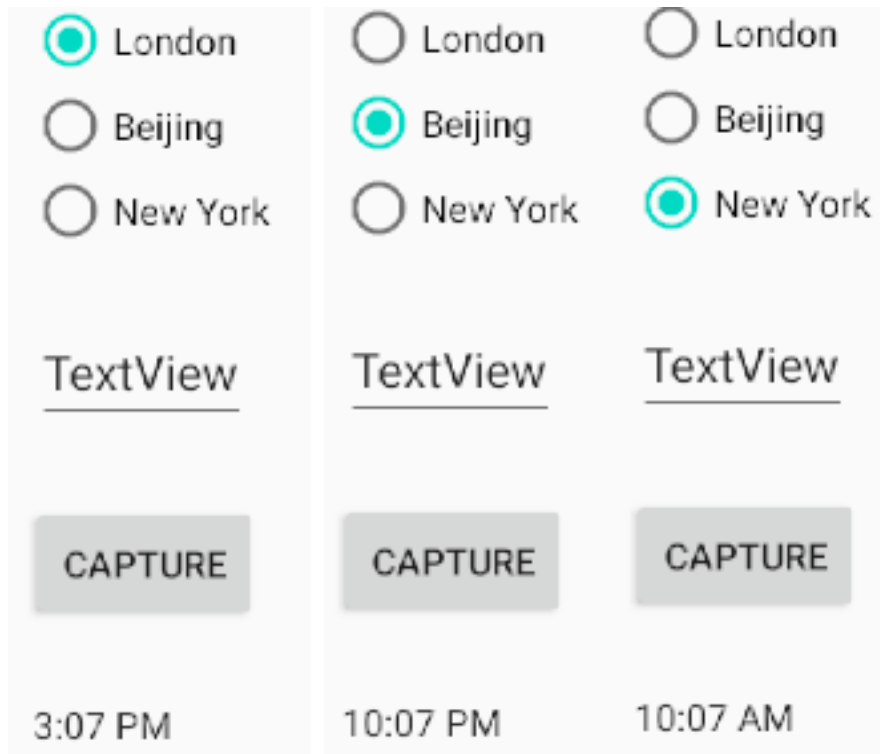 London
Beijing
New York
TextView
CAPTURE
3:07 PM
London
Beijing
New York
TextView
CAPTURE
10:07 PM
London
Beijing
New York
TextView
CAPTURE
10:07 AM